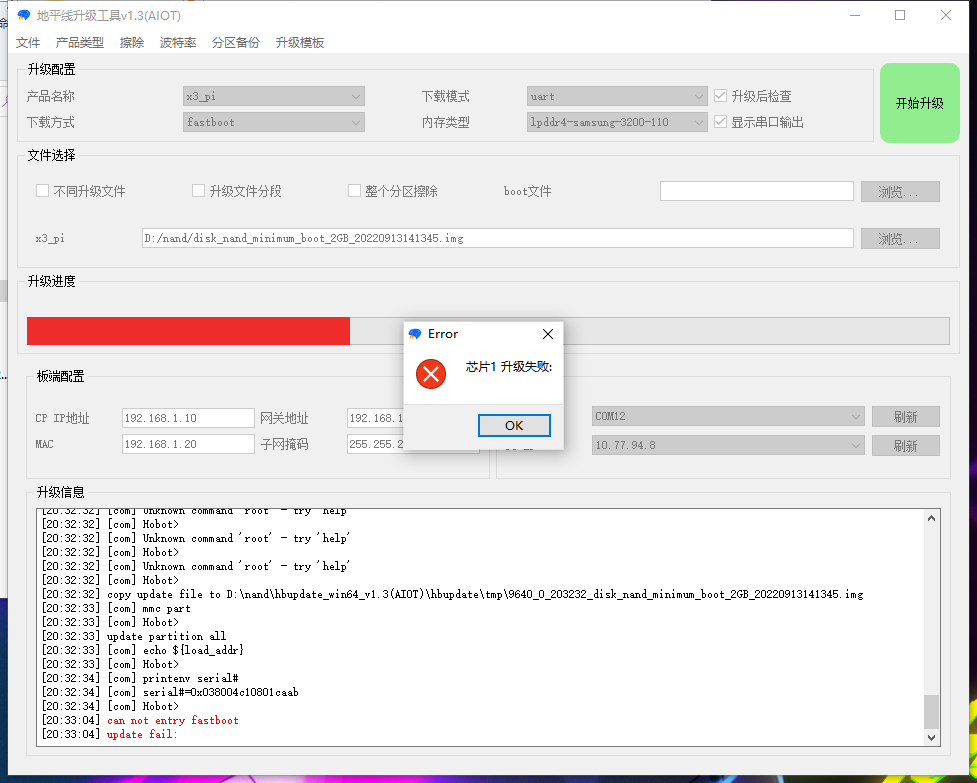 地平线升级工具v1.3(AIOT)
文件 产品类型 擦除 波特率 分区备份 升级模板
升级配置
产品名称 x3_pi 下载模式 uart 升级后检查
下载方式 fastboot 内存类型 lpddr4-samsung-3200-110 显示串口输出
开始升级
文件选择
不同升级文件 升级文件分段 整个分区擦除 boot文件 浏览...
x3_pi D:/nand/disk_nand_minimum_boot_2GB_20220913141345.img 浏览...
升级进度
Error
芯片1 升级失败:
OK
板端配置
CP IP地址 192.168.1.10 网关地址 192.168.1 COM12 刷新
MAC 192.168.1.20 子网掩码 255.255.2 10.77.94.8 刷新
升级信息
[20:32:32] [com] Unknown command 'root' - try 'help'
[20:32:32] [com] Hobot>
[20:32:32] [com] Unknown command 'root' - try 'help'
[20:32:32] [com] Hobot>
[20:32:32] [com] Unknown command 'root' - try 'help'
[20:32:32] [com] Hobot>
[20:32:32] copy update file to D:\nand\hbupdate_win64_v1.3(AIOT)\hbupdate\tmp\9640_0_203232_disk_nand_minimum_boot_2GB_20220913141345.img
[20:32:33] [com] mmc part
[20:32:33] [com] Hobot>
[20:32:33] update partition all
[20:32:33] [com] echo ${load_addr}
[20:32:33] [com] Hobot>
[20:32:34] [com] printenv serial#
[20:32:34] [com] serial#=0x038004c10801caab
[20:32:34] [com] Hobot>
[20:33:04] can not entry fastboot
[20:33:04] update fail: